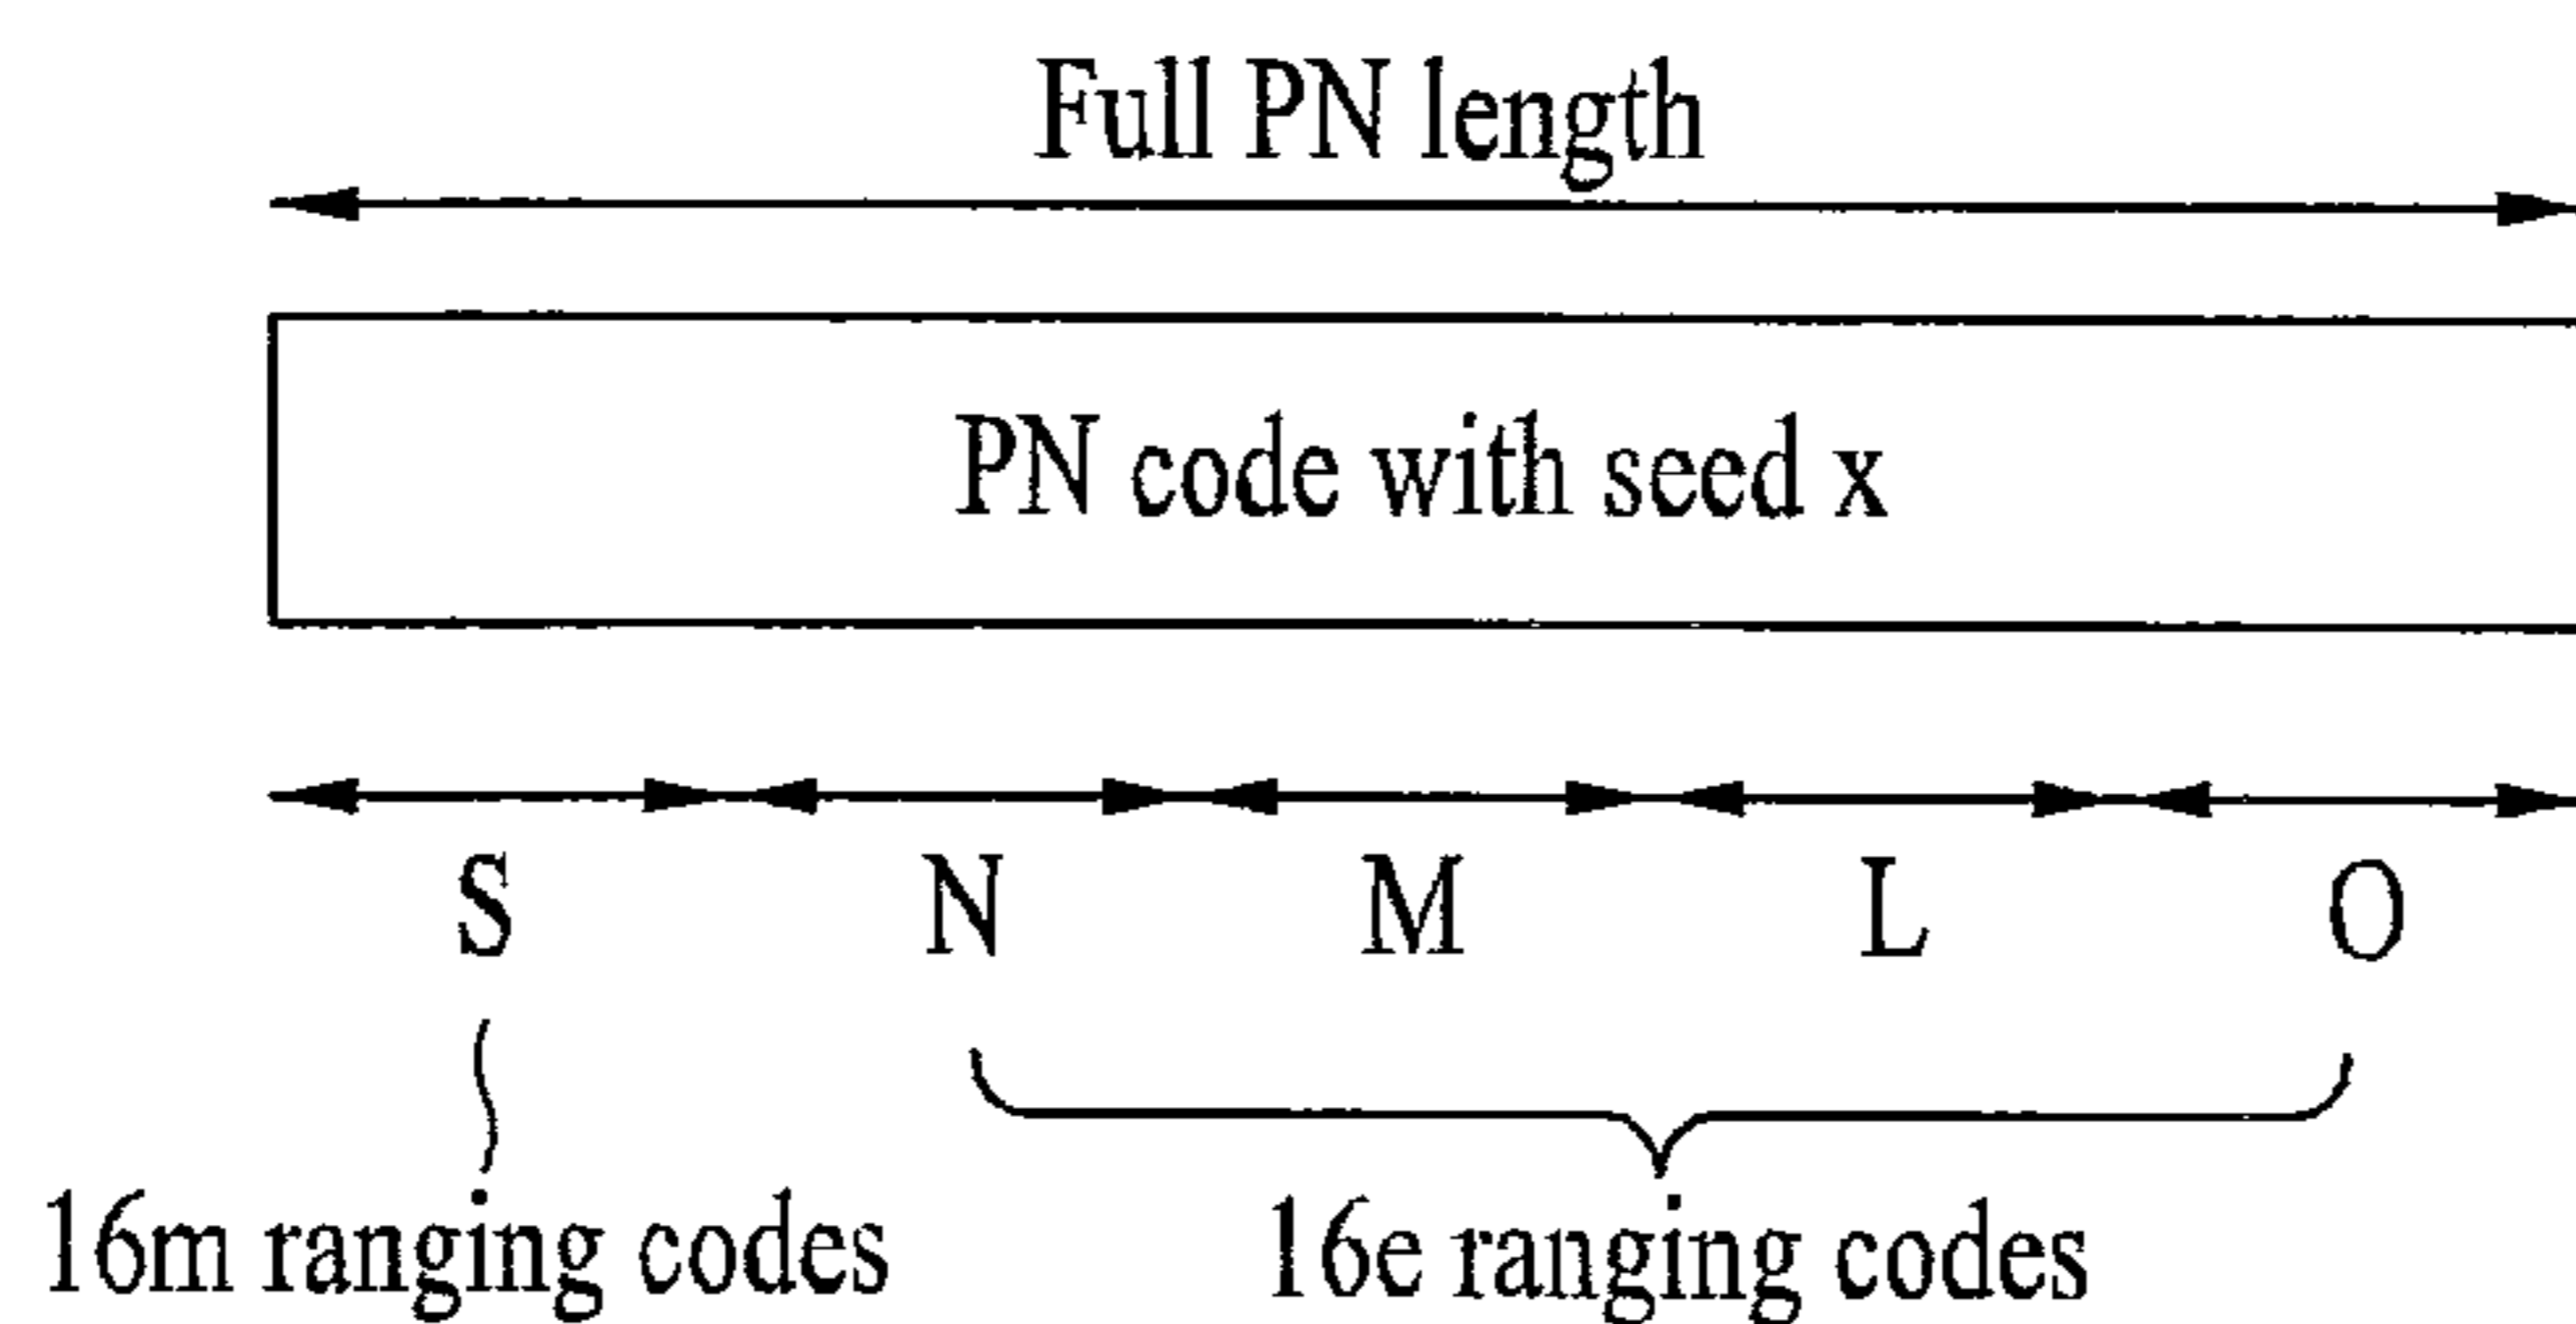 Full PN length
PN code with seed x
S N M L O
16m ranging codes 16e ranging codes